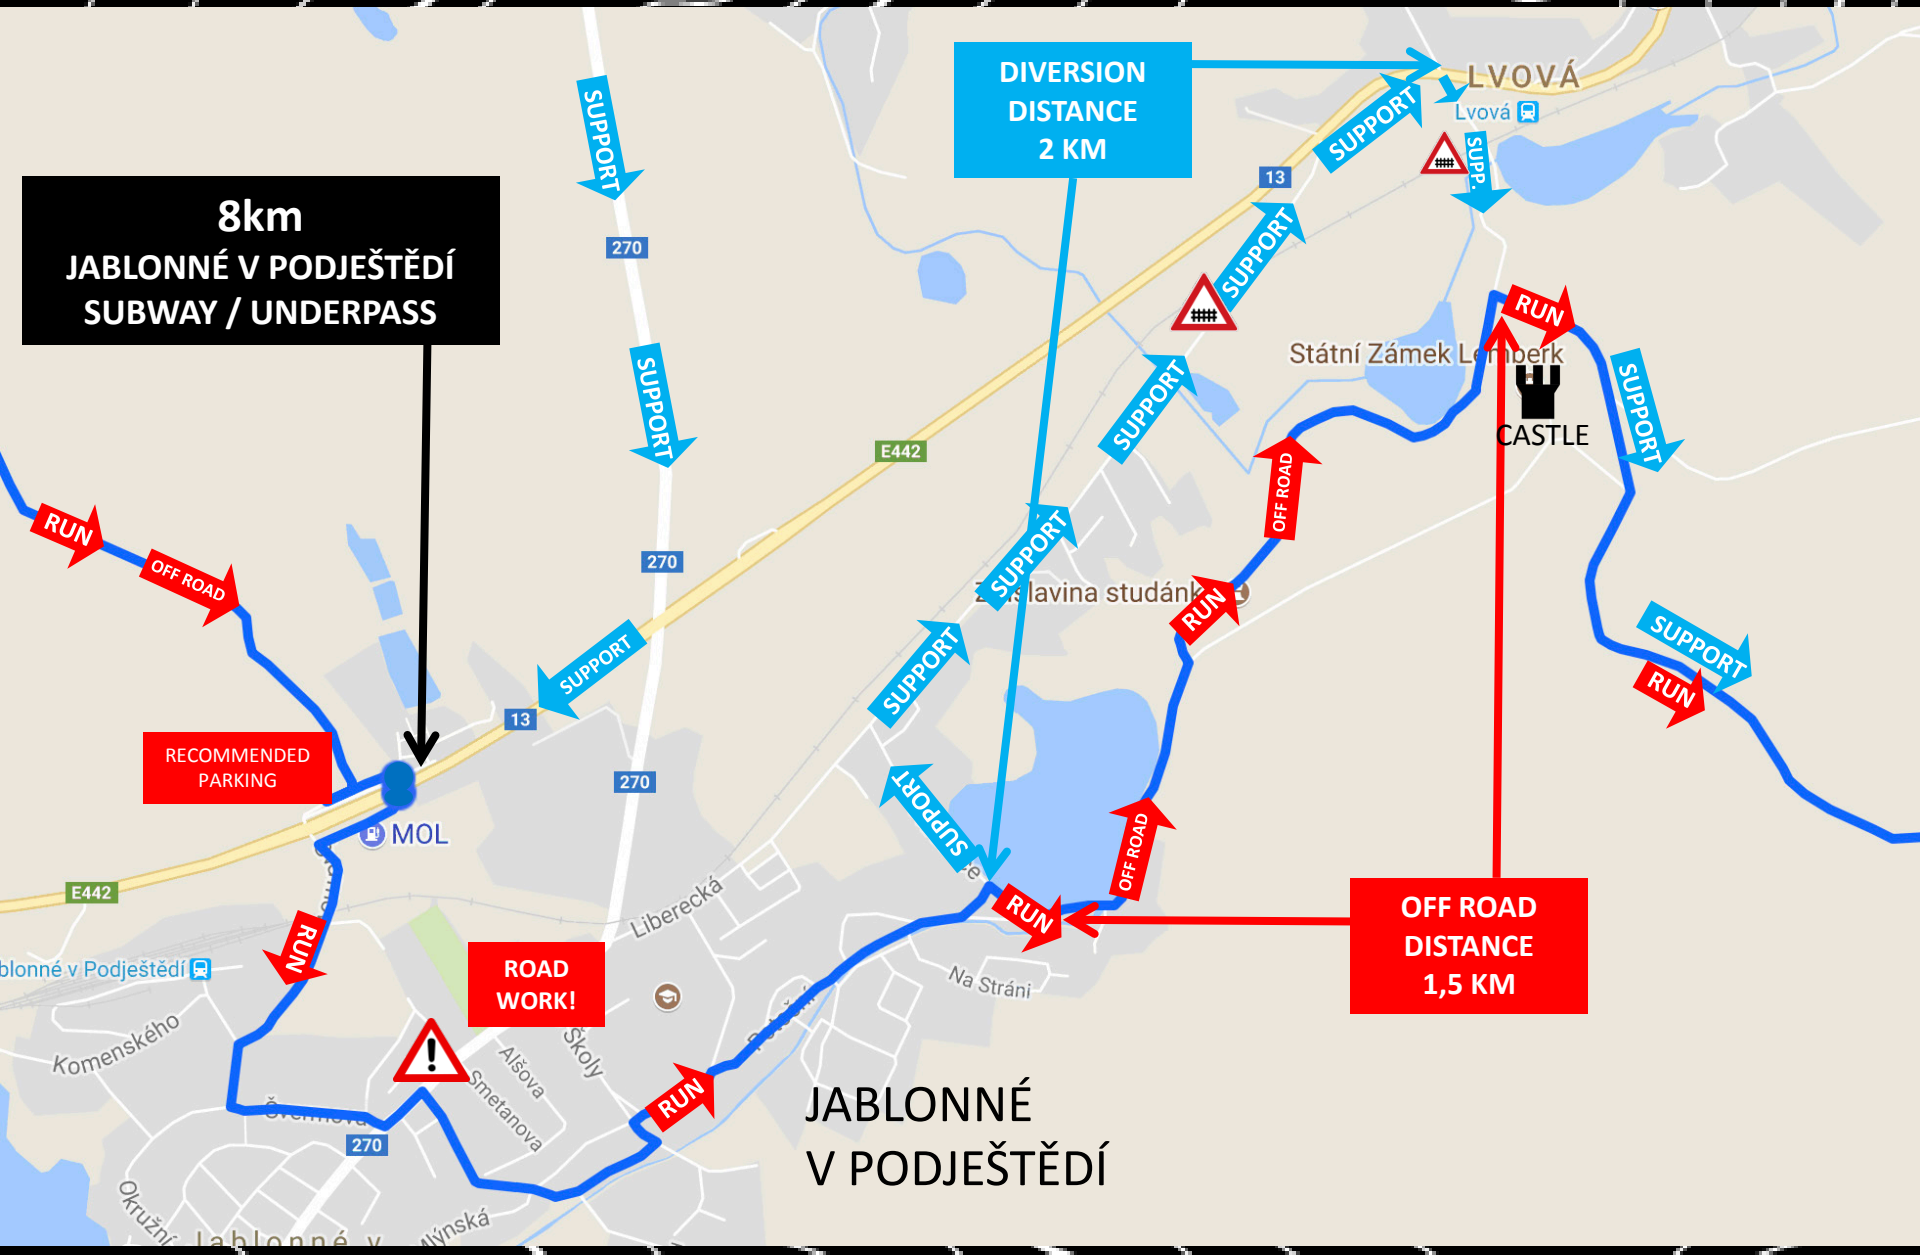 DIVERSION
DISTANCE
2 KM
LVOVÁ
Lvová
SUPPORT
SUPPORT
SUPP.
13
8km
JABLONNÉ V PODJEŠTĚDÍ
SUBWAY / UNDERPASS
270
SUPPORT
RUN
Státní Zámek Lemberk
CASTLE
SUPPORT
SUPPORT
SUPPORT
E442
OFF ROAD
RUN
OFF ROAD
270
SUPPORT
studánk
RUN
SUPPORT
SUPPORT
SUPPORT
RUN
13
RECOMMENDED
PARKING
270
MOL
SUPPORT
OFF ROAD
E442
Liberecká
RUN
OFF ROAD
DISTANCE
1,5 KM
RUN
blonné v Podještědí
ROAD
WORK!
Na Stráni
Komenského
Školy
Alšova
Smetanova
RUN
JABLONNÉ
V PODJEŠTĚDÍ
270
Okružní
Mlýnská
Jablonné v